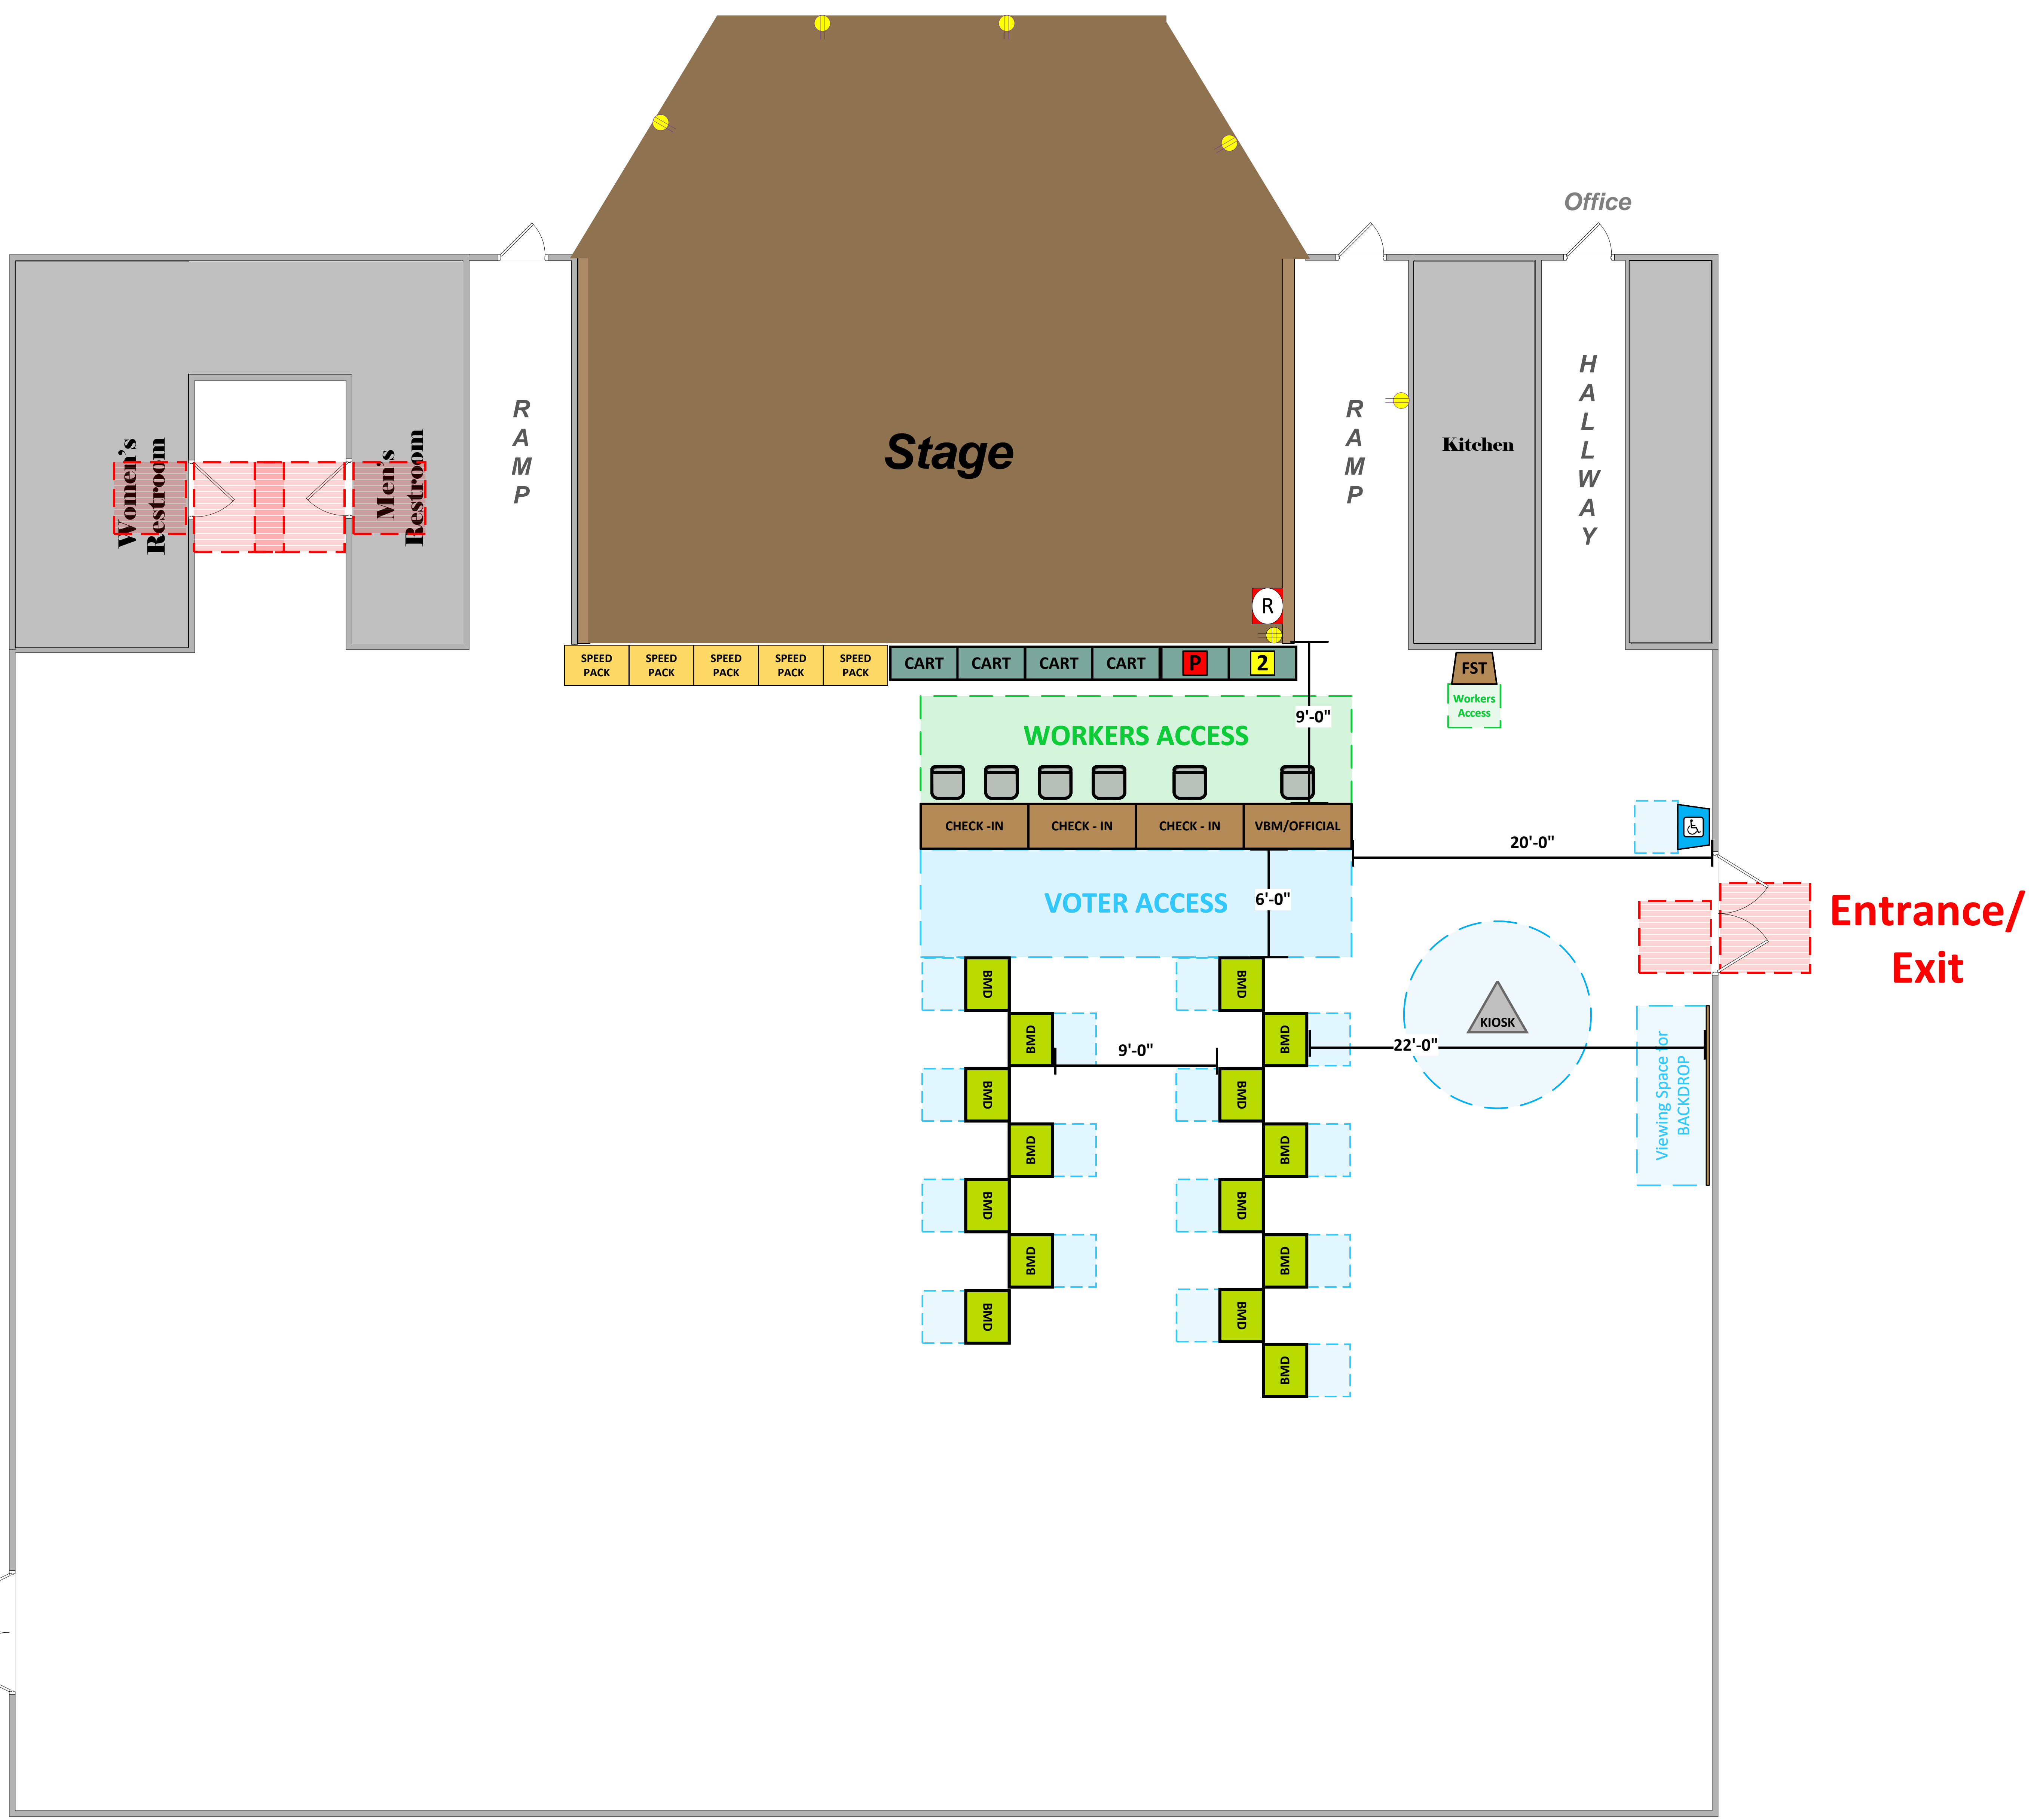 Office
Women's
Restroom
Men's
Restroom
R
A
M
P
Stage
R
A
M
P
Kitchen
H
A
L
L
W
A
Y
R
SPEED
PACK
SPEED
PACK
SPEED
PACK
SPEED
PACK
SPEED
PACK
CART
CART
CART
CART
P
2
FST
Workers
Access
WORKERS ACCESS
9'-0"
CHECK -IN
CHECK - IN
CHECK - IN
VBM/OFFICIAL
20'-0"
VOTER ACCESS
6'-0"
Entrance/
Exit
BMD
BMD
BMD
BMD
BMD
BMD
BMD
9'-0"
BMD
BMD
BMD
BMD
BMD
BMD
BMD
BMD
KIOSK
22'-0"
Viewing Space for
BACKDROP